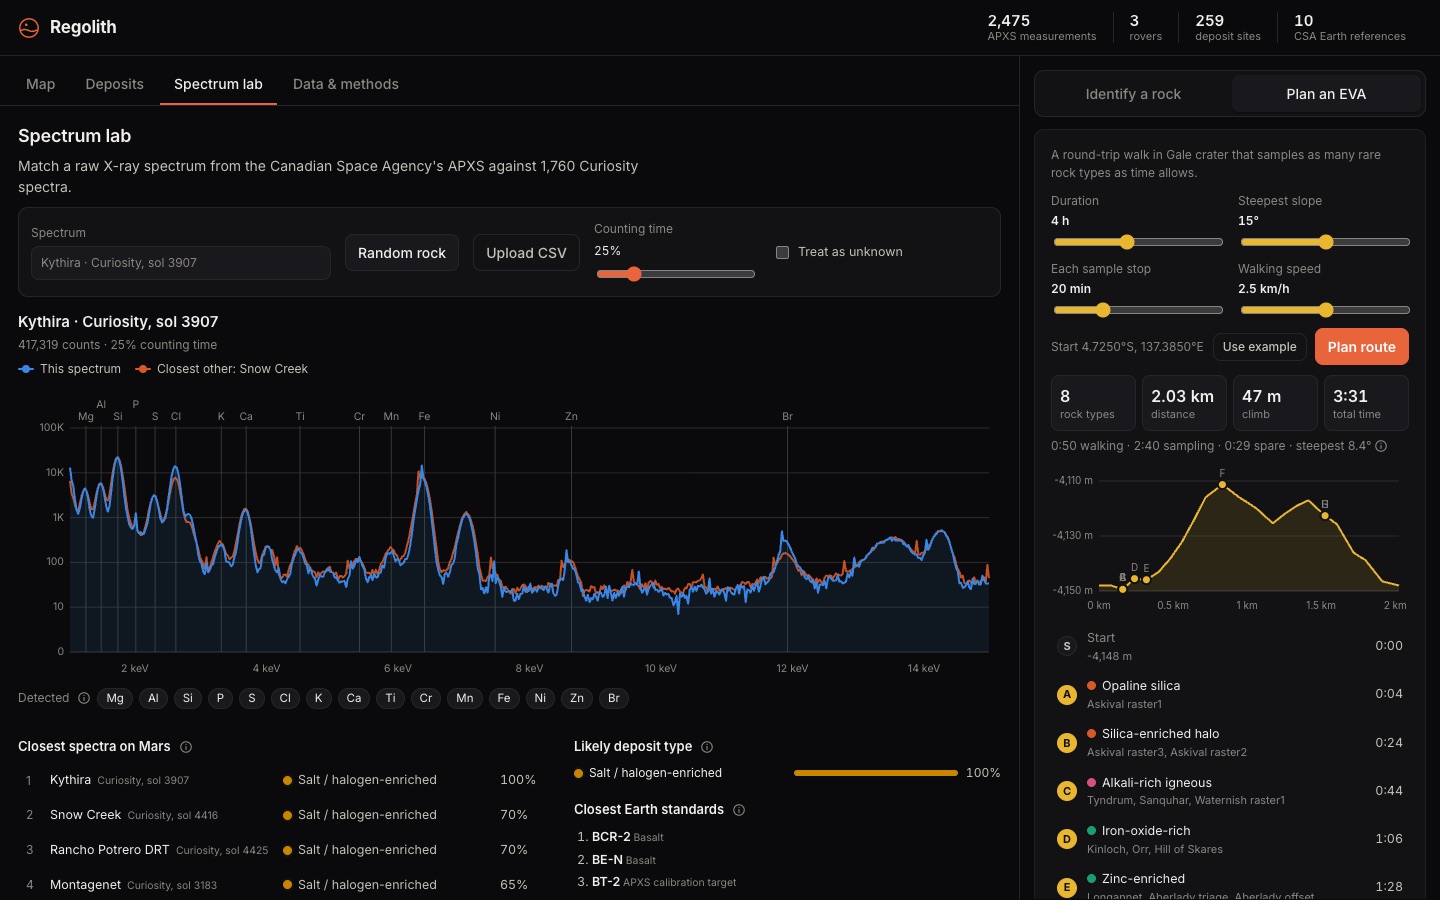 Regolith
2,475
APXS measurements
3
rovers
259
deposit sites
10
CSA Earth references
Map
Deposits
Spectrum lab
Data & methods
Spectrum lab
Match a raw X-ray spectrum from the Canadian Space Agency's APXS against 1,760 Curiosity
spectra.
Spectrum
Kythira · Curiosity, sol 3907
Random rock
Upload CSV
Counting time
25%
Treat as unknown
Kythira · Curiosity, sol 3907
417,319 counts · 25% counting time
This spectrum
Closest other: Snow Creek
Al P
Mg Si S Cl K Ca Ti Cr Mn Fe Ni Zn Br
100K
10K
1K
100
10
0
2 keV 4 keV 6 keV 8 keV 10 keV 12 keV 14 keV
Detected Mg Al Si P S Cl K Ca Ti Cr Mn Fe Ni Zn Br
Closest spectra on Mars
1 Kythira Curiosity, sol 3907 Salt / halogen-enriched 100%
2 Snow Creek Curiosity, sol 4416 Salt / halogen-enriched 70%
3 Rancho Potrero DRT Curiosity, sol 4425 Salt / halogen-enriched 70%
4 Montagenet Curiosity, sol 3183 Salt / halogen-enriched 65%
Likely deposit type
Salt / halogen-enriched 100%
Closest Earth standards
1. BCR-2 Basalt
2. BE-N Basalt
3. BT-2 APXS calibration target
Identify a rock
Plan an EVA
A round-trip walk in Gale crater that samples as many rare
rock types as time allows.
Duration
4 h
Steepest slope
15°
Each sample stop
20 min
Walking speed
2.5 km/h
Start 4.7250°S, 137.3850°E
Use example
Plan route
8
rock types
2.03 km
distance
47 m
climb
3:31
total time
0:50 walking · 2:40 sampling · 0:29 spare · steepest 8.4°
-4,110 m
-4,130 m
-4,150 m
F
D E
0 km 0.5 km 1 km 1.5 km 2 km
S Start 0:00
-4,148 m
A Opaline silica 0:04
Askival raster1
B Silica-enriched halo 0:24
Askival raster3, Askival raster2
C Alkali-rich igneous 0:44
Tyndrum, Sanquhar, Waternish raster1
D Iron-oxide-rich 1:06
Kinloch, Orr, Hill of Skares
E Zinc-enriched 1:28
Longannet, Aberlady triage, Aberlady offset